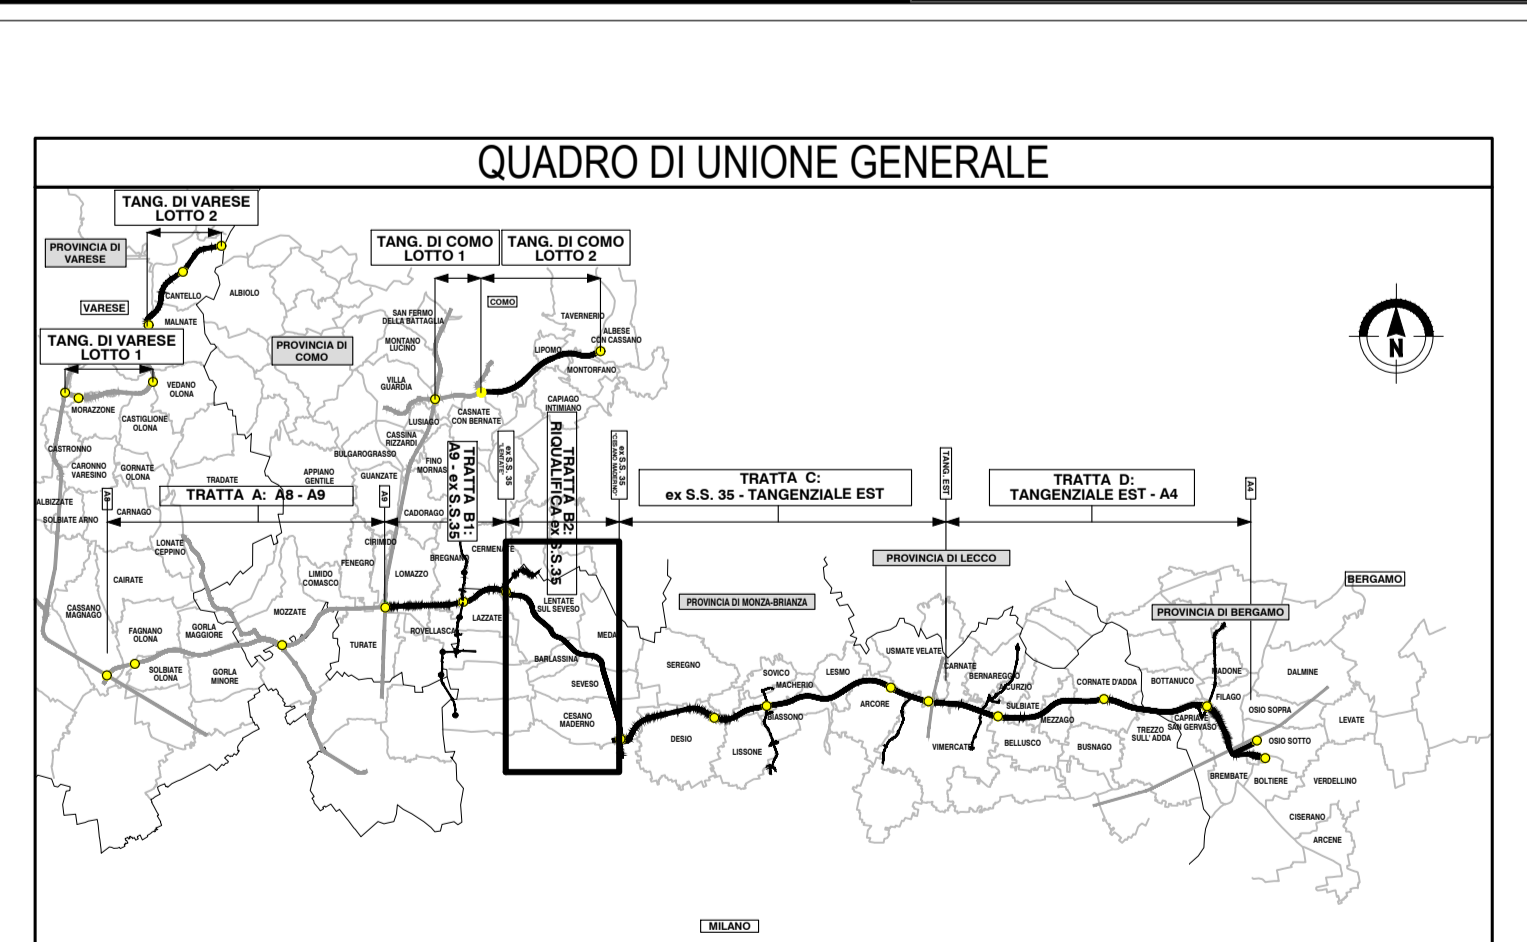 QUADRO DI UNIONE GENERALE
TANG. DI VARESE
LOTTO 2
PROVINCIA DI
VARESE
TANG. DI COMO
LOTTO 1
TANG. DI COMO
LOTTO 2
CANTELLO
ALBIOLO
VARESE
MALNATE
COMO
SAN FERMO
DELLA BATTAGLIA
TAVERNERIO
TANG. DI VARESE
LOTTO 1
PROVINCIA DI
COMO
MONTANO
LUCINO
ALBESE
CON CASSANO
LIPOMO
MONTORFANO
N
VEDANO
OLONA
VILLA
GUARDIA
MORAZZONE
CASTIGLIONE
OLONA
LUSIAGO
CASNATE
CON BERNATE
CAPIAGO
INTIMIANO
CASTRONNO
CASSINA
RIZZARDI
BULGAROGRASSO
CARONNO
VARESINO
GORNATE
OLONA
TRADATE
APPIANO
GENTILE
GUANZATE
FINO
MORNAS
TRATTA B1:
A9 - ex S.S.35
ex S.S. 35
"LENTATE"
TRATTA B2:
RIQUALIFICA ex S.S.35
ex S.S. 35
"CESANO MADERNO"
TRATTA C:
ex S.S. 35 - TANGENZIALE EST
TANG. EST
TRATTA D:
TANGENZIALE EST - A4
A4
ALBIZZATE
A8
TRATTA A: A8 - A9
A9
SOLBIATE ARNO
CARNAGO
CADORAGO
LONATE
CEPPINO
CIRIMIDO
FENEGRO
BREGNANO
CERMENATE
PROVINCIA DI LECCO
CAIRATE
LIMIDO
COMASCO
LOMAZZO
BERGAMO
CASSANO
MAGNAGO
MOZZATE
LAZZATE
LENTATE
SUL SEVESO
PROVINCIA DI MONZA-BRIANZA
PROVINCIA DI BERGAMO
FAGNANO
OLONA
GORLA
MAGGIORE
TURATE
ROVELLASCA
MEDA
SOLBIATE
OLONA
GORLA
MINORE
BARLASSINA
SEVESO
SEREGNO
SOVICO
MACHERIO
LESMO
USMATE VELATE
CARNATE
BERNAREGGIO
CORNATE D'ADDA
BOTTANUCO
MADONE
DALMINE
CESANO
MADERNO
DESIO
LISSONE
BIASSONO
ARCORE
VIMERCATE
SULBIATE
MEZZAGO
BELLUSCO
BUSNAGO
TREZZO
SULL' ADDA
SAN GERVASO
FILAGO
OSIO SOPRA
LEVATE
OSIO SOTTO
BREMBATE
BOLTIERE
VERDELLINO
CISERANO
ARCENE
MILANO